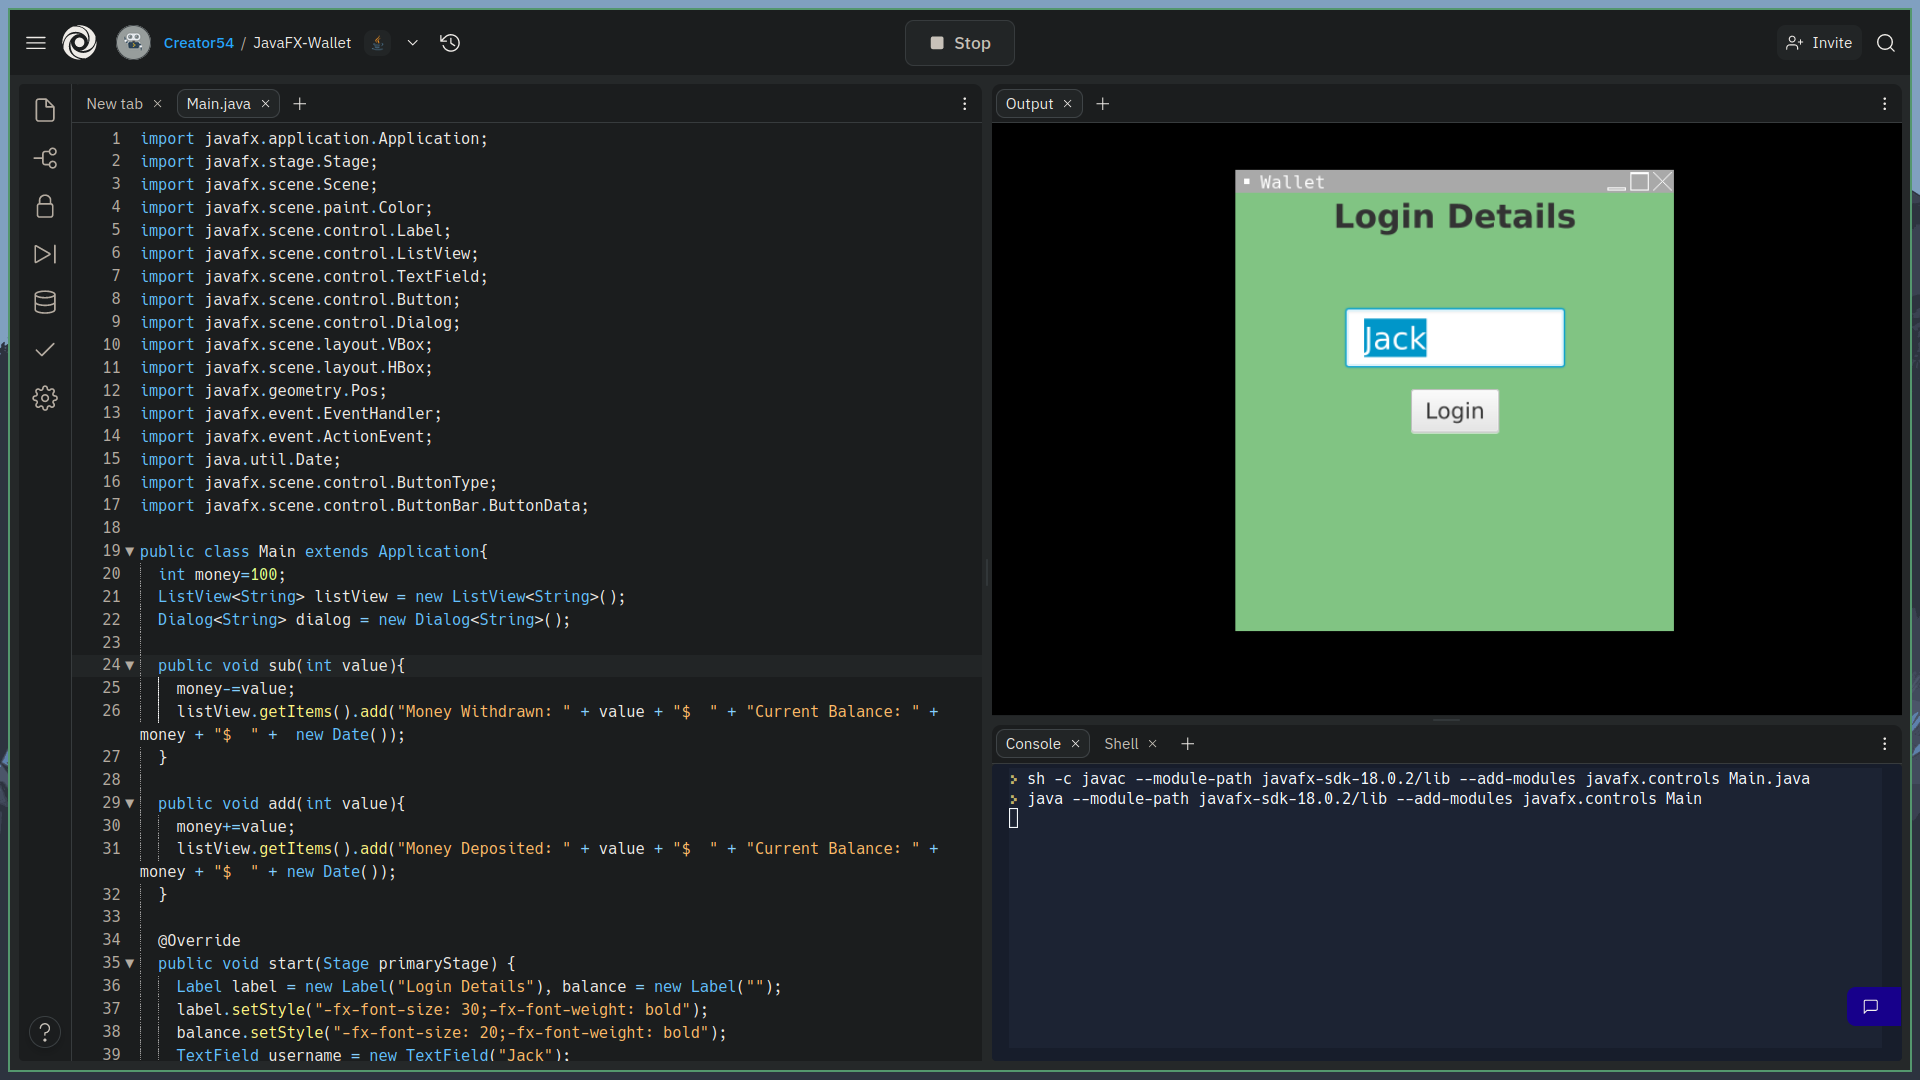 Creator54 / JavaFX-Wallet
Stop
Invite
New tab
Main.java
1 import javafx.application.Application;
2 import javafx.stage.Stage;
3 import javafx.scene.Scene;
4 import javafx.scene.paint.Color;
5 import javafx.scene.control.Label;
6 import javafx.scene.control.ListView;
7 import javafx.scene.control.TextField;
8 import javafx.scene.control.Button;
9 import javafx.scene.control.Dialog;
10 import javafx.scene.layout.VBox;
11 import javafx.scene.layout.HBox;
12 import javafx.geometry.Pos;
13 import javafx.event.EventHandler;
14 import javafx.event.ActionEvent;
15 import java.util.Date;
16 import javafx.scene.control.ButtonType;
17 import javafx.scene.control.ButtonBar.ButtonData;
18
19 public class Main extends Application{
20   int money=100;
21   ListView<String> listView = new ListView<String>();
22   Dialog<String> dialog = new Dialog<String>();
23
24   public void sub(int value){
25     money-=value;
26     listView.getItems().add("Money Withdrawn: " + value + "$  " + "Current Balance: " +
money + "$  " +  new Date());
27   }
28
29   public void add(int value){
30     money+=value;
31     listView.getItems().add("Money Deposited: " + value + "$  " + "Current Balance: " +
money + "$  " + new Date());
32   }
33
34   @Override
35   public void start(Stage primaryStage) {
36     Label label = new Label("Login Details"), balance = new Label("");
37     label.setStyle("-fx-font-size: 30;-fx-font-weight: bold");
38     balance.setStyle("-fx-font-size: 20;-fx-font-weight: bold");
39     TextField username = new TextField("Jack");
?
Output
Wallet
Login Details
Jack
Login
Console
Shell
sh -c javac --module-path javafx-sdk-18.0.2/lib --add-modules javafx.controls Main.java
java --module-path javafx-sdk-18.0.2/lib --add-modules javafx.controls Main